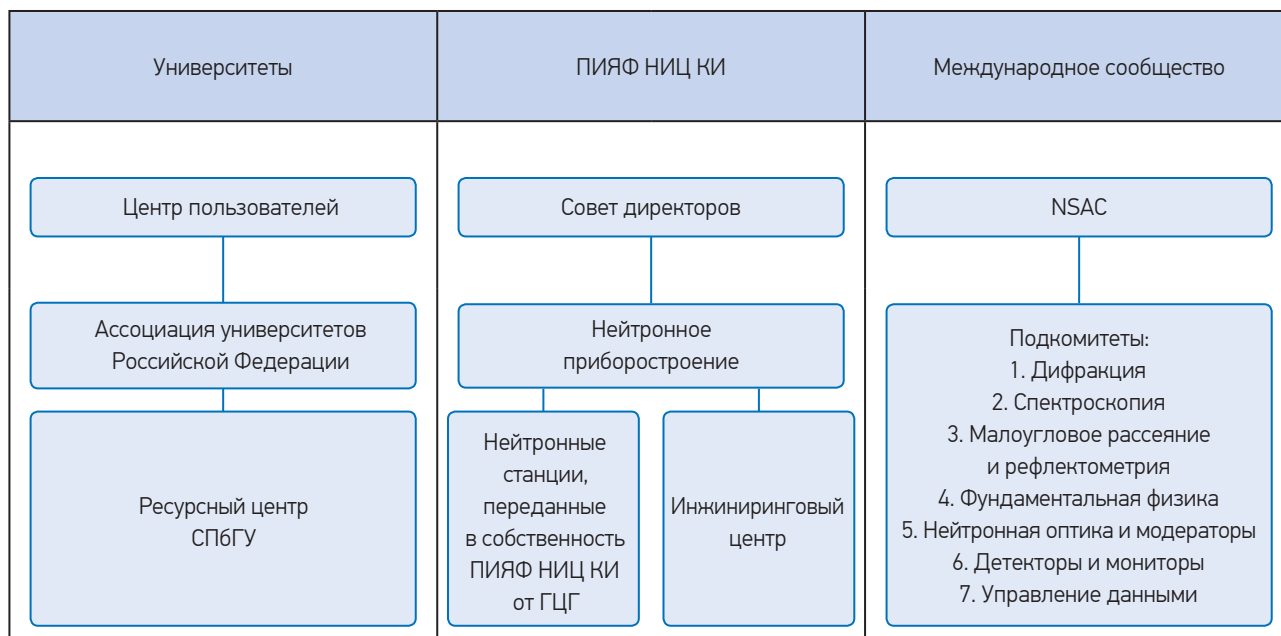 Университеты
ПИЯФ НИЦ КИ
Международное сообщество
Центр пользователей
Ассоциация университетов
Российской Федерации
Ресурсный центр
СПбГУ
Совет директоров
Нейтронное
приборостроение
Нейтронные
станции,
переданные
в собственность
ПИЯФ НИЦ КИ
от ГЦГ
Инжиниринговый
центр
NSAC
Подкомитеты:
1. Дифракция
2. Спектроскопия
3. Малоугловое рассеяние
и рефлектометрия
4. Фундаментальная физика
5. Нейтронная оптика и модераторы
6. Детекторы и мониторы
7. Управление данными